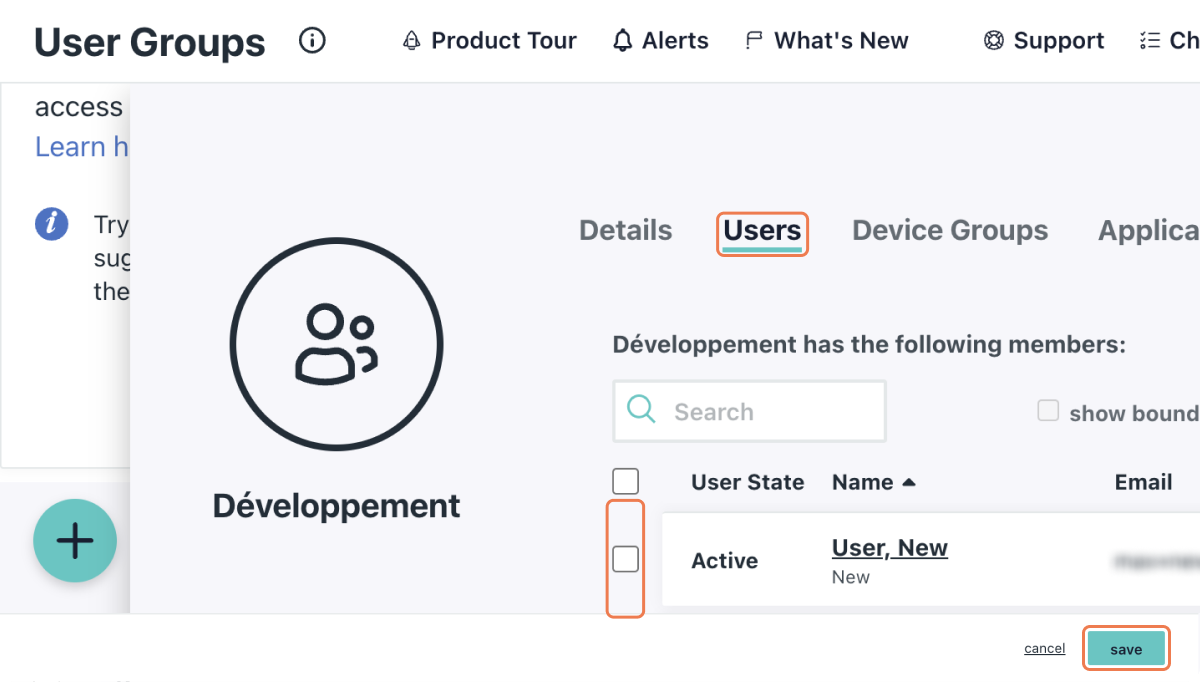 User Groups
Product Tour
Alerts
What's New
Support
Ch
access
Learn h
Try
sug
the
Details
Users
Device Groups
Applica
Développement has the following members:
Search
show bound
Développement
User State
Name
Email
Active
User, New
New
cancel
save